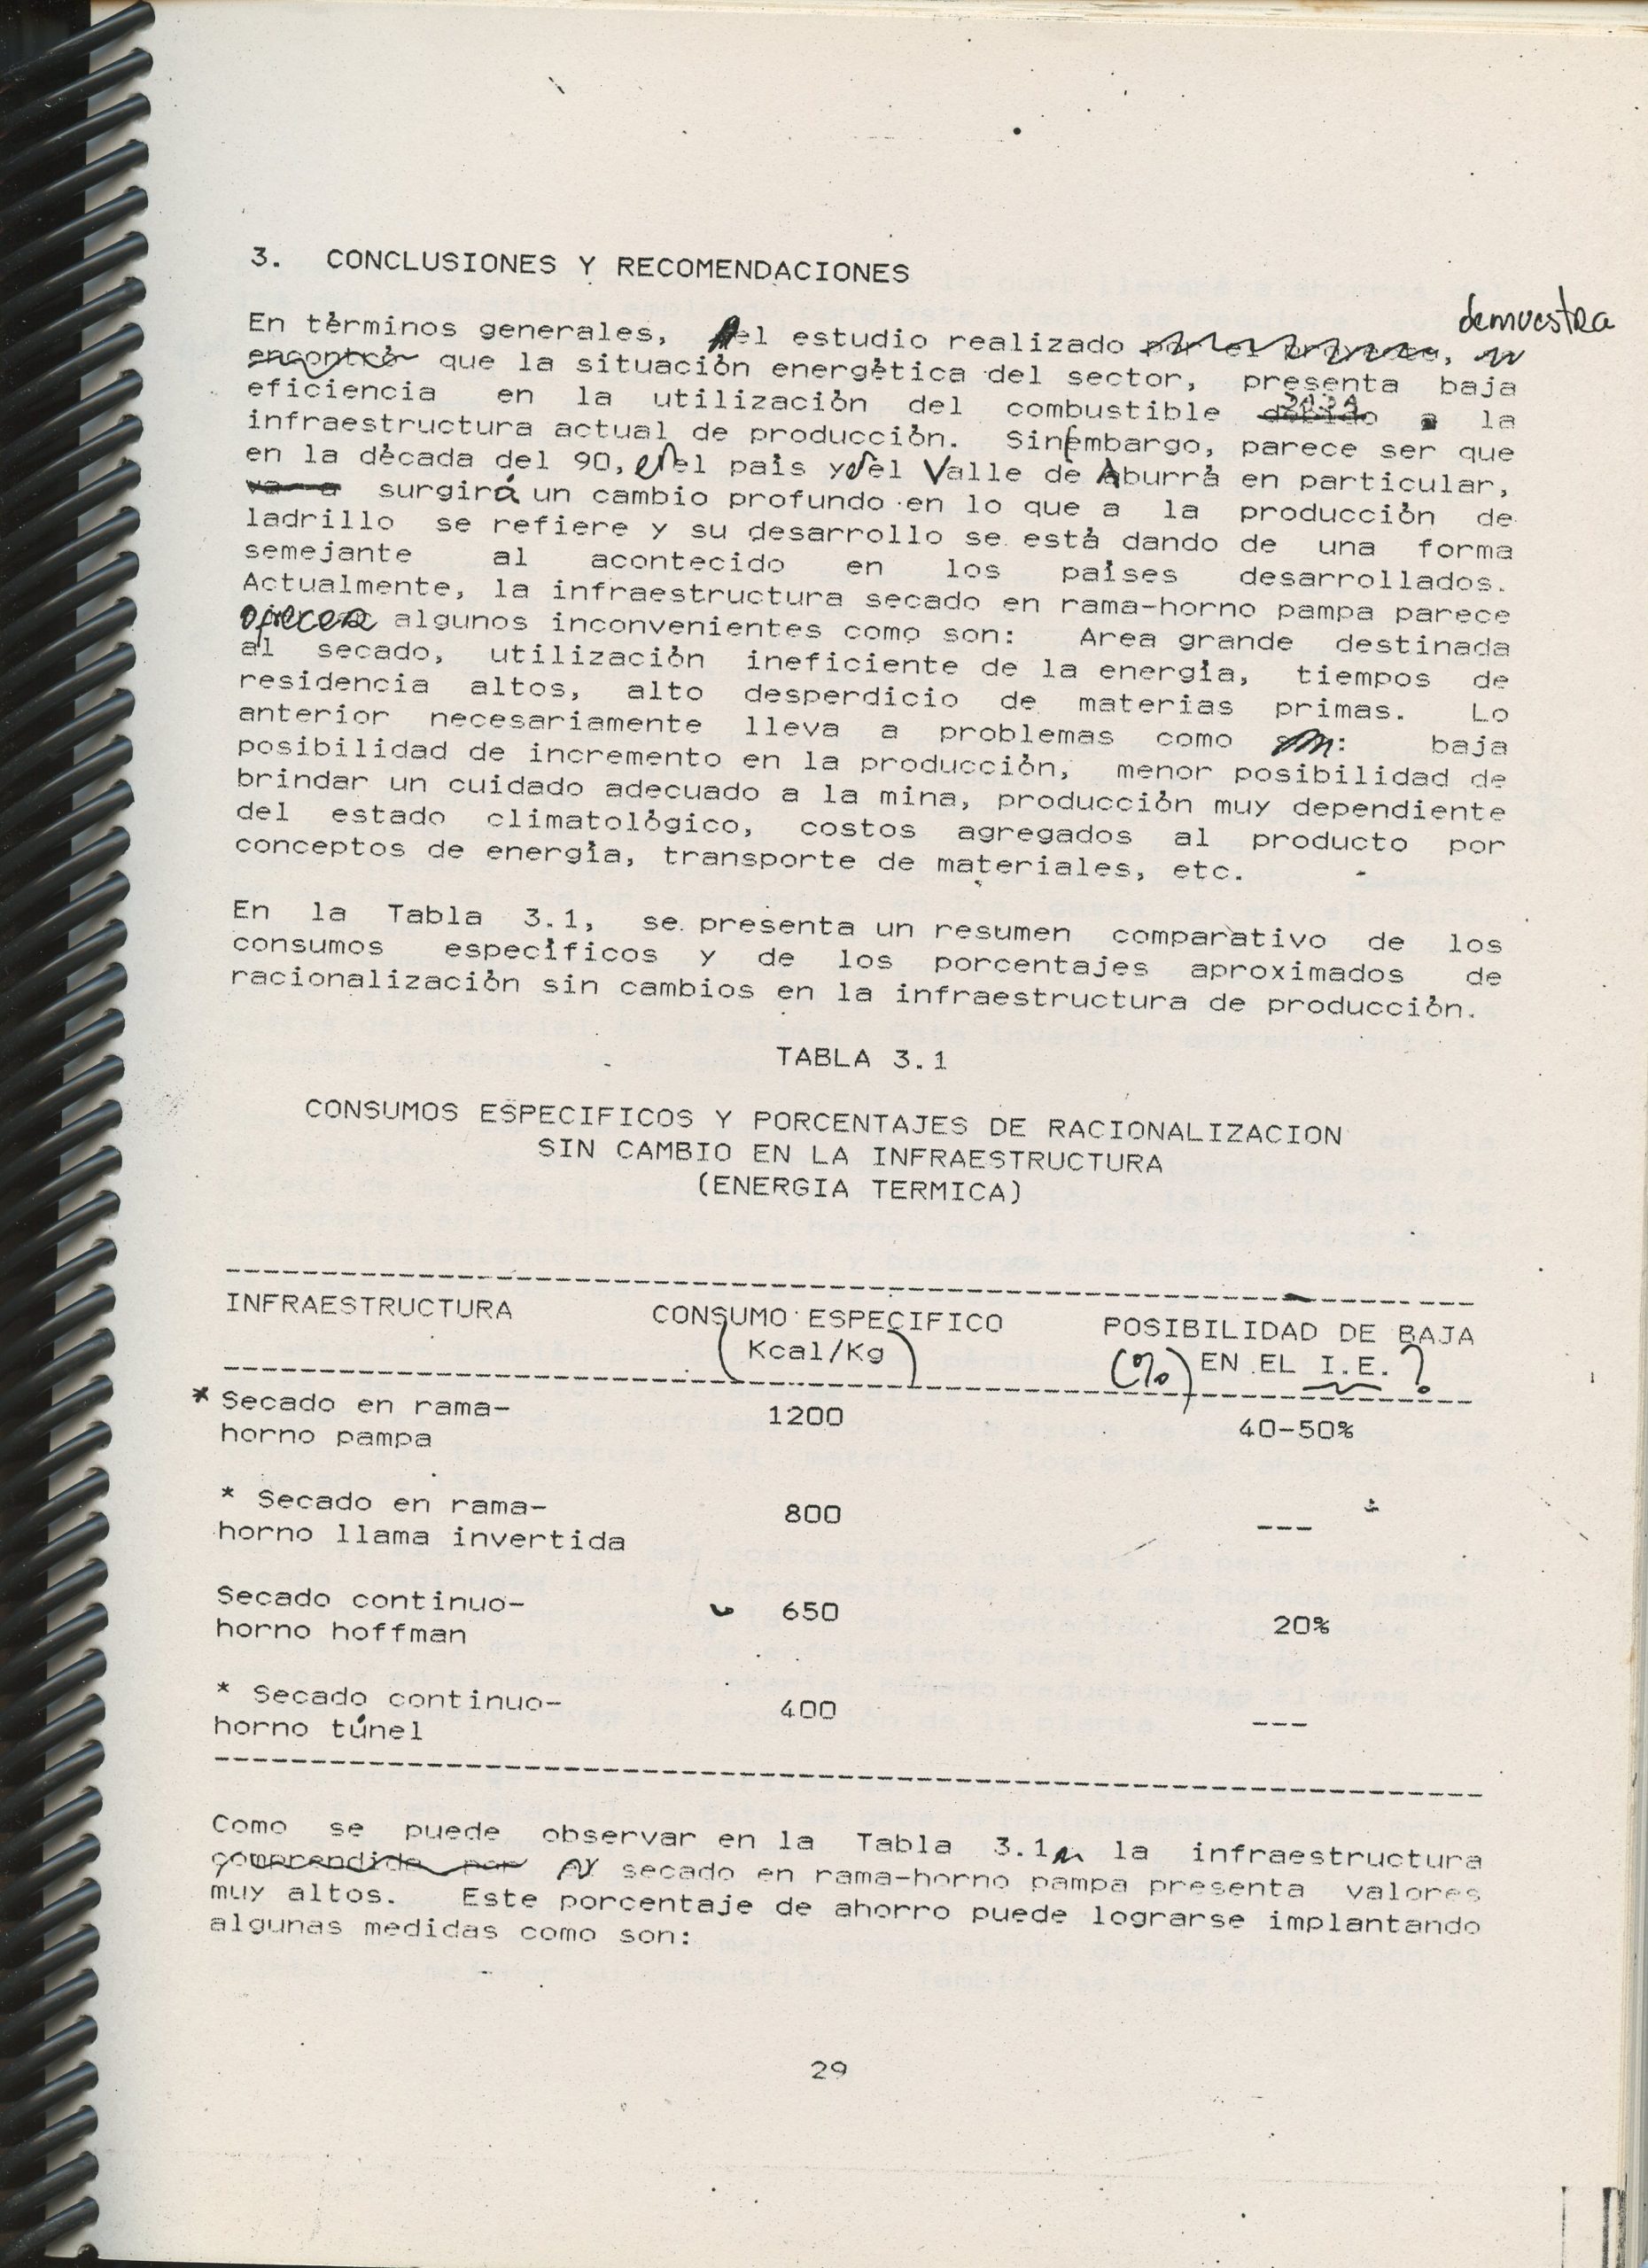 3. CONCLUSIONES Y RECOMENDACIONES
demuestra
En términos generales, el estudio realizado
encontró que la situación energética del sector, presenta baja
eficiencia en la utilización del combustible debido a la
infraestructura actual de producción. Sinembargo, parece ser que
en la década del 90, el país y el Valle de Aburrá en particular,
va a surgirá un cambio profundo en lo que a la producción de
ladrillo se refiere y su desarrollo se está dando de una forma
semejante al acontecido en los países desarrollados.
Actualmente, la infraestructura secado en rama-horno pampa parece
ofrecer algunos inconvenientes como son: Area grande destinada
al secado, utilización ineficiente de la energía, tiempos de
residencia altos, alto desperdicio de materias primas. Lo
anterior necesariamente lleva a problemas como son: baja
posibilidad de incremento en la producción, menor posibilidad de
brindar un cuidado adecuado a la mina, producción muy dependiente
del estado climatológico, costos agregados al producto por
conceptos de energía, transporte de materiales, etc.
En la Tabla 3.1, se presenta un resumen comparativo de los
consumos específicos y de los porcentajes aproximados de
racionalización sin cambios en la infraestructura de producción.
TABLA 3.1
CONSUMOS ESPECIFICOS Y PORCENTAJES DE RACIONALIZACION
SIN CAMBIO EN LA INFRAESTRUCTURA
(ENERGIA TERMICA)
INFRAESTRUCTURA CONSUMO ESPECIFICO POSIBILIDAD DE BAJA
(Kcal/Kg) (%) EN EL I.E. ?
* Secado en rama- 1200 40-50%
horno pampa
* Secado en rama- 800 ---
horno llama invertida
Secado continuo- 650 20%
horno hoffman
* Secado continuo- 400 ---
horno túnel
Como se puede observar en la Tabla 3.1 la infraestructura
comprendida por secado en rama-horno pampa presenta valores
muy altos. Este porcentaje de ahorro puede lograrse implantando
algunas medidas como son:
29